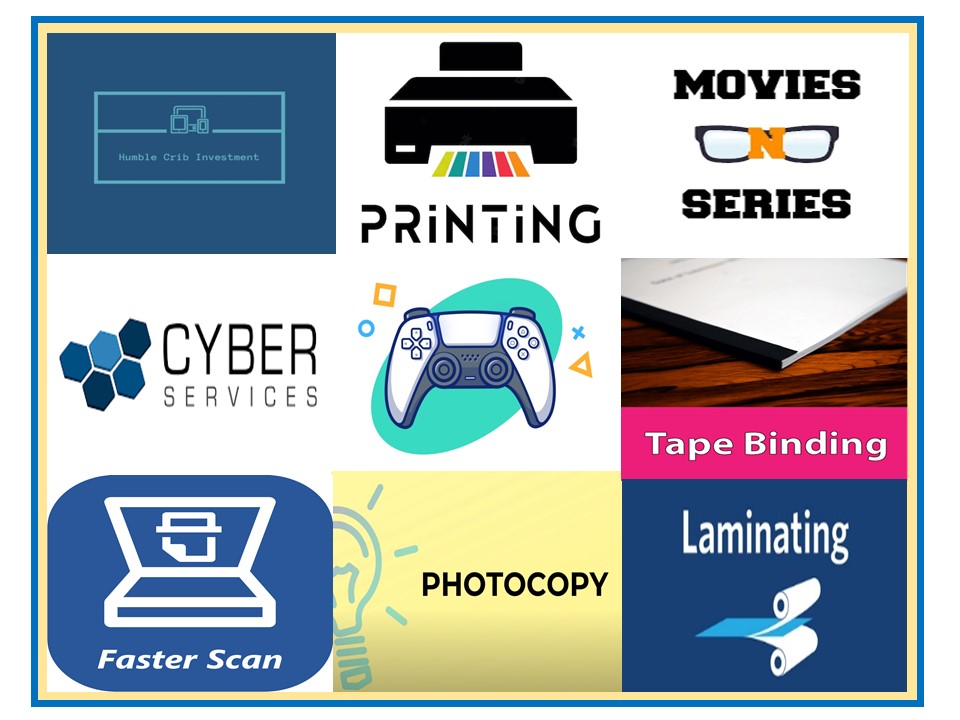 Humble Crib Investment
PRiNTiNG
MOVIES
N
SERIES
CYBER
SERVICES
Tape Binding
Faster Scan
PHOTOCOPY
Laminating